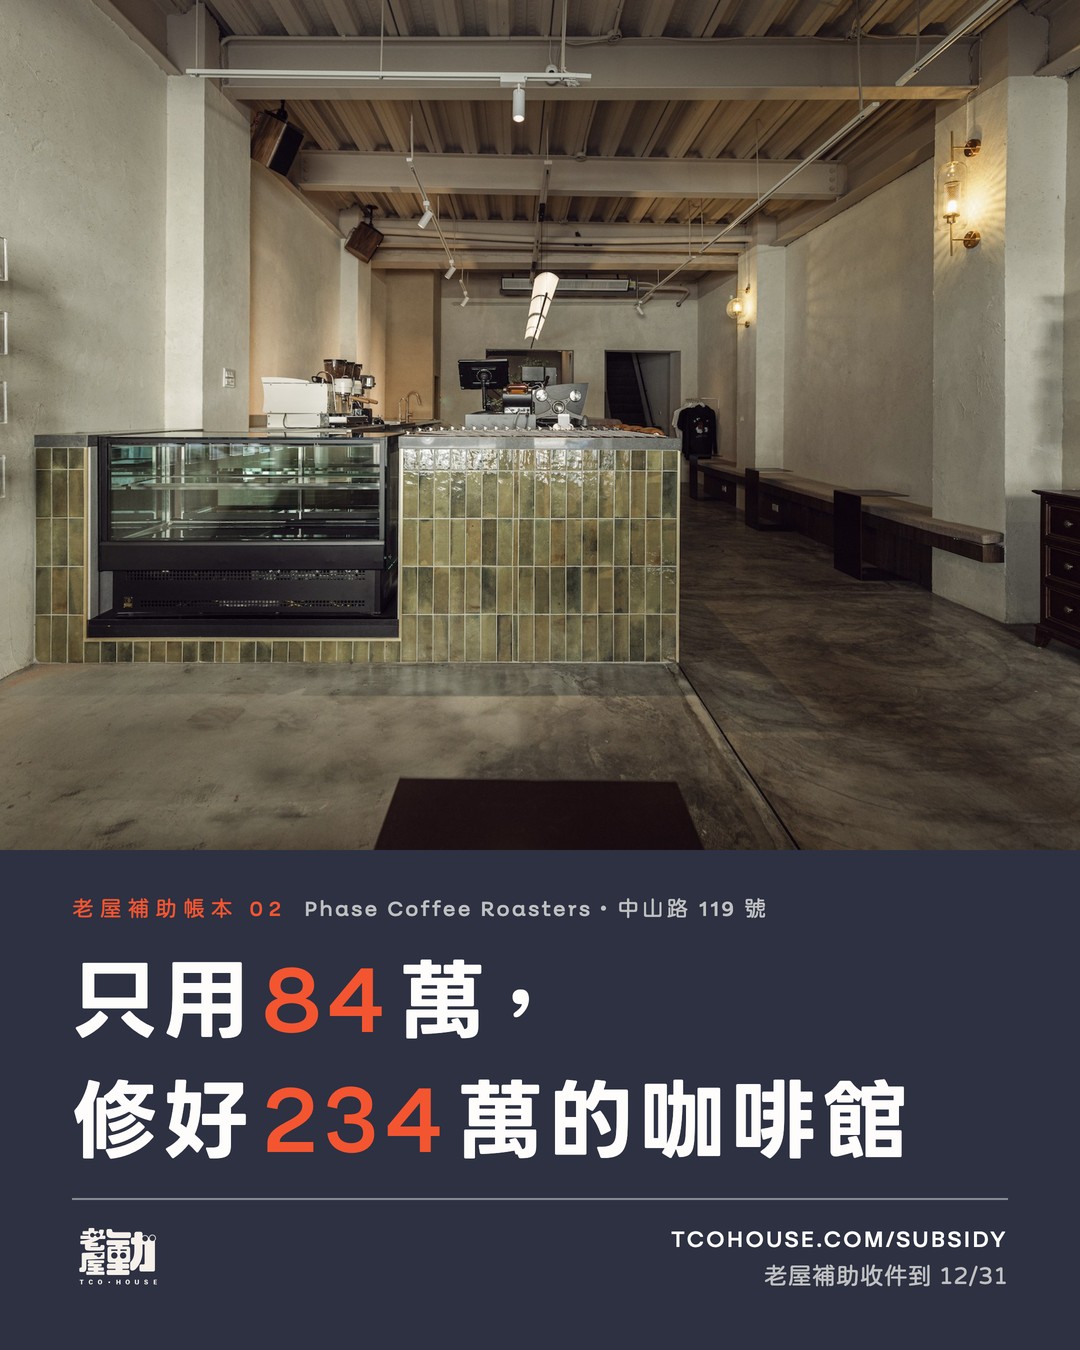 老屋補助帳本 02 Phase Coffee Roasters・中山路 119 號
只用84萬，
修好234萬的咖啡館
老屋動
TCO·HOUSE
TCOHOUSE.COM/SUBSIDY
老屋補助收件到 12/31